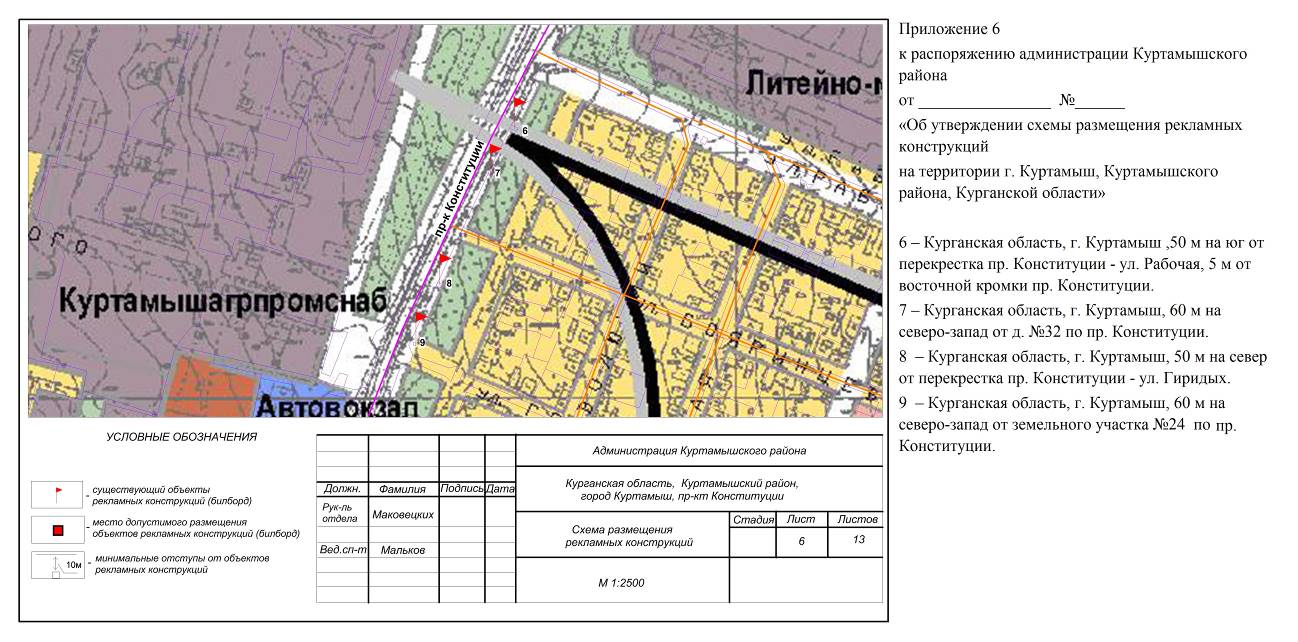 Литейно-м
6
7
пр-к Конституции
8
9
ого
Куртамышагрпромснаб
Автовокзал
УСЛОВНЫЕ ОБОЗНАЧЕНИЯ
- существующий объекты
рекламных конструкций (билборд)
- место допустимого размещения
объектов рекламных конструкций (билборд)
10м
- минимальные отступы от объектов
рекламных конструкций
Должн. Фамилия Подпись Дата
Рук-ль
отдела Маковецких
Вед.сп-т Мальков
Администрация Куртамышского района
Курганская область, Куртамышский район,
город Куртамыш, пр-кт Конституции
Схема размещения
рекламных конструкций
Стадия Лист Листов
6 13
М 1:2500
Приложение 6
к распоряжению администрации Куртамышского
района
от ________________ №______
«Об утверждении схемы размещения рекламных
конструкций
на территории г. Куртамыш, Куртамышского
района, Курганской области»
6 – Курганская область, г. Куртамыш ,50 м на юг от
перекрестка пр. Конституции - ул. Рабочая, 5 м от
восточной кромки пр. Конституции.
7 – Курганская область, г. Куртамыш, 60 м на
северо-запад от д. №32 по пр. Конституции.
8 – Курганская область, г. Куртамыш, 50 м на север
от перекрестка пр. Конституции - ул. Гиридых.
9 – Курганская область, г. Куртамыш, 60 м на
северо-запад от земельного участка №24 по пр.
Конституции.